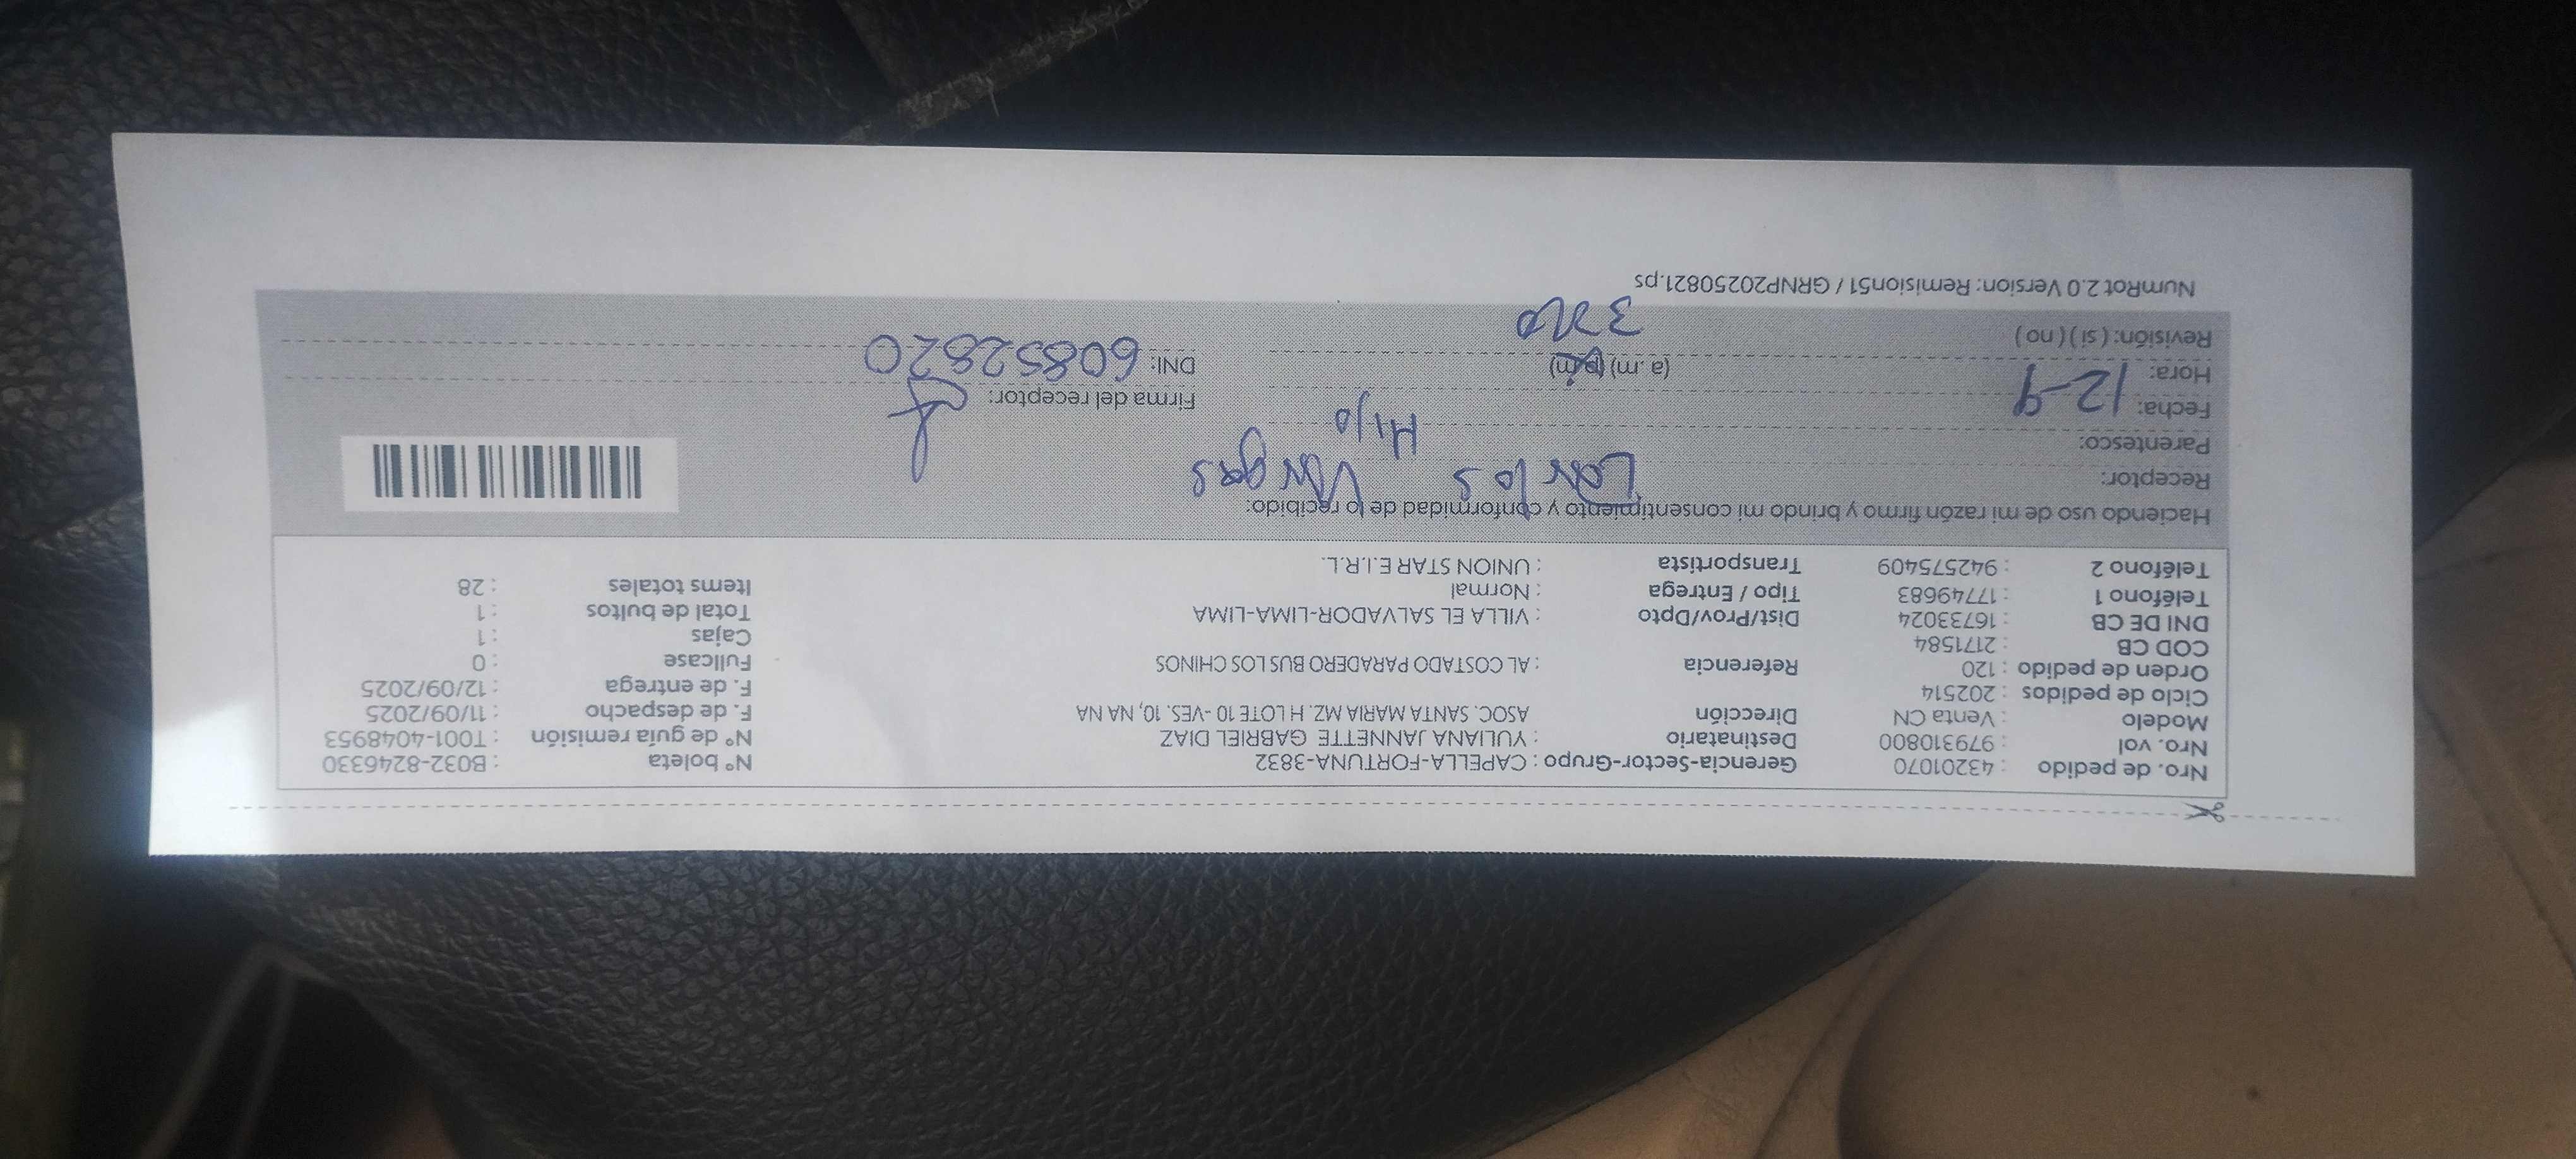 Nro. de pedido : 43201070 Gerencia-Sector-Grupo : CAPELLA-FORTUNA-3832 N° boleta : B032-8246330
Nro. vol : 979310800 Destinatario : YULIANA JANNETTE GABRIEL DIAZ N° de guía remisión : T001-4048953
Modelo : Venta CN Dirección ASOC. SANTA MARIA MZ. H LOTE 10 -VES. 10, NA NA F. de despacho : 11/09/2025
Ciclo de pedidos : 202514 F. de entrega : 12/09/2025
Orden de pedido : 120 Referencia : AL COSTADO PARADERO BUS LOS CHINOS Fullcase : 0
COD CB : 2171584 Cajas : 1
DNI DE CB : 16733024 Dist/Prov/Dpto : VILLA EL SALVADOR-LIMA-LIMA Total de bultos : 1
Teléfono 1 : 17749683 Tipo / Entrega : Normal Items totales : 28
Teléfono 2 : 942575409 Transportista : UNION STAR E.I.R.L.
Haciendo uso de mi razón firmo y brindo mi consentimiento y conformidad de lo recibido:
Receptor: Carlos Vargas
Parentesco: Hijo
Fecha: 12-9 Firma del receptor:
Hora: (a.m) (p.m) DNI: 60852820
Revisión: ( si ) ( no )
NumRot 2.0 Version: Remision51 / GRNP20250821.ps